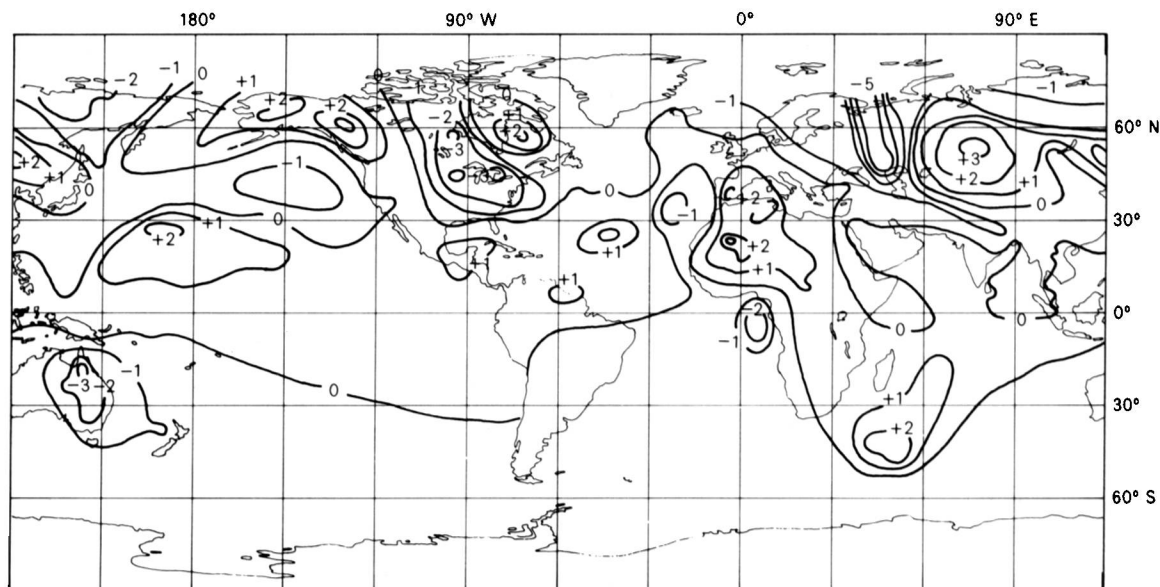 180° 90° W 0° 90° E
-2 -1 0 +1 0 -5 -1
+2 +2 -2 0 -1
60° N
+2 -3 +3
+2 +1 -1 +2 +1
0 0 -1 0
30° N
0 +1
+2 +2
+1 +1
+1
0° -2 0 0
-1
-3 -2 -1 0 +1
30° S
+2
60° S